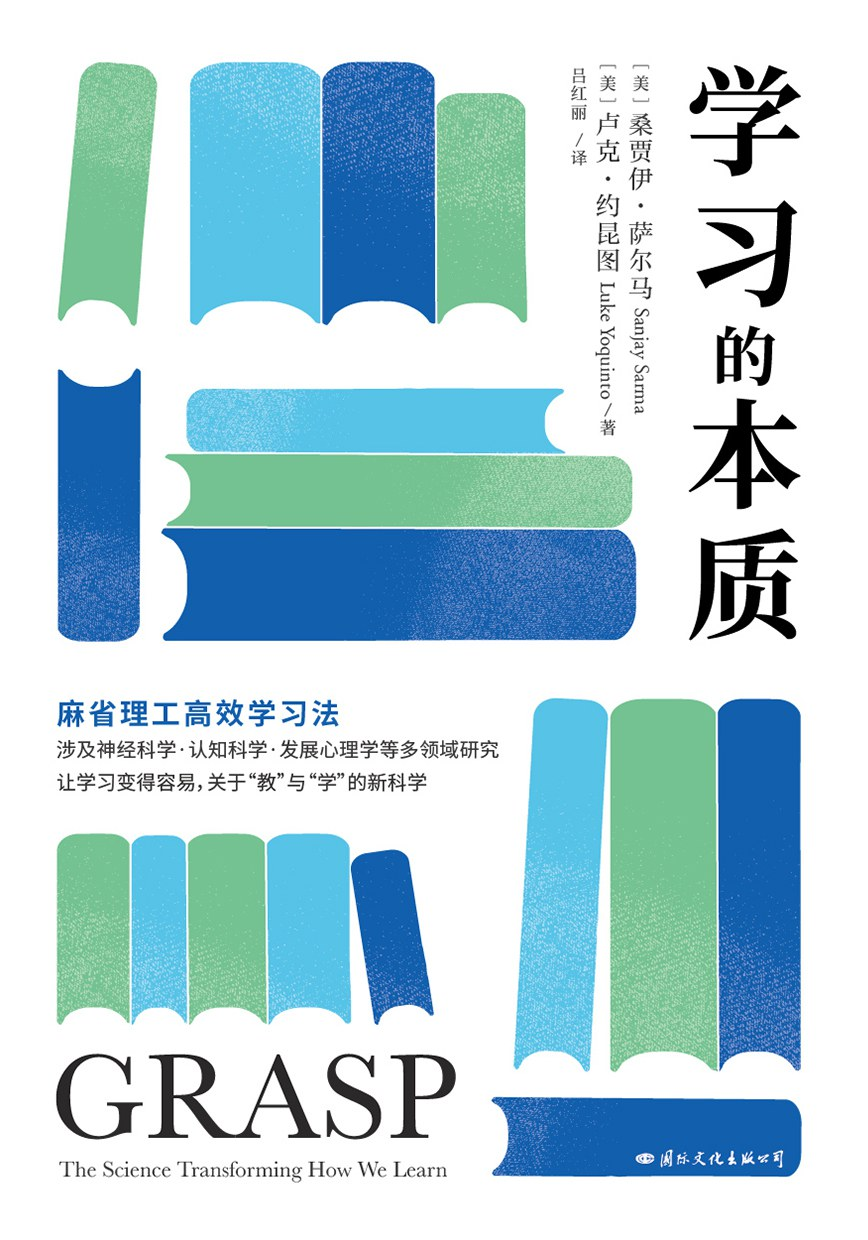 学习的本质
[美]桑贾伊·萨尔马 Sanjay Sarma
[美]卢克·约昆图 Luke Yoquinto/著
吕红丽/译
麻省理工高效学习法
涉及神经科学·认知科学·发展心理学等多领域研究
让学习变得容易,关于“教”与“学”的新科学
GRASP
The Science Transforming How We Learn
国际文化出版公司